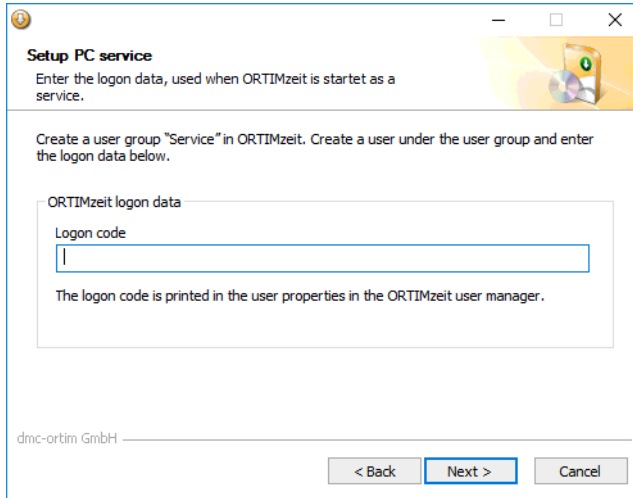 Setup PC service
Enter the logon data, used when ORTIMzeit is startet as a
service.
Create a user group "Service" in ORTIMzeit. Create a user under the user group and enter
the logon data below.
ORTIMzeit logon data
Logon code
The logon code is printed in the user properties in the ORTIMzeit user manager.
dmc-ortim GmbH
< Back Next > Cancel